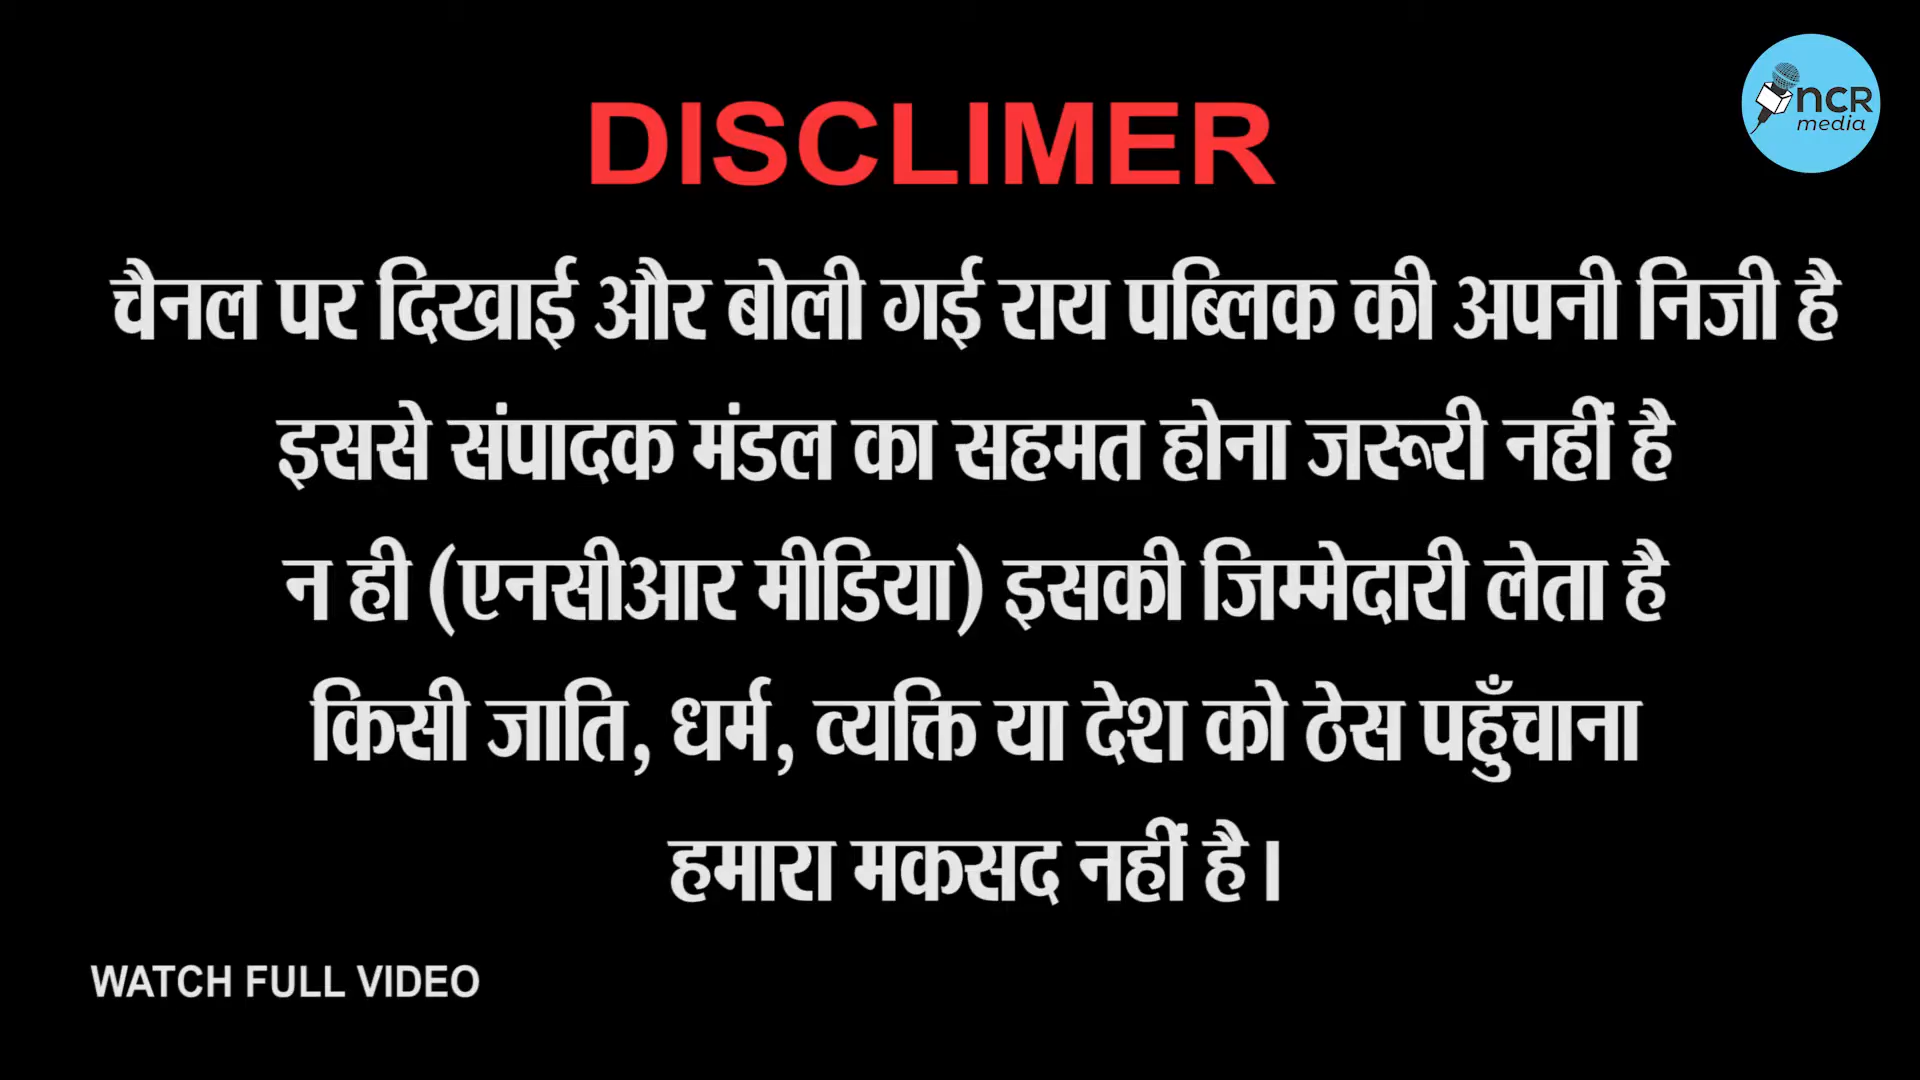 nCR
media
DISCLIMER
चैनल पर दिखाई और बोली गई राय पब्लिक की अपनी निजी है
इससे संपादक मंडल का सहमत होना जरूरी नहीं है
न ही (एनसीआर मीडिया) इसकी जिम्मेदारी लेता है
किसी जाति, धर्म, व्यक्ति या देश को ठेस पहुँचाना
हमारा मकसद नहीं है।
WATCH FULL VIDEO